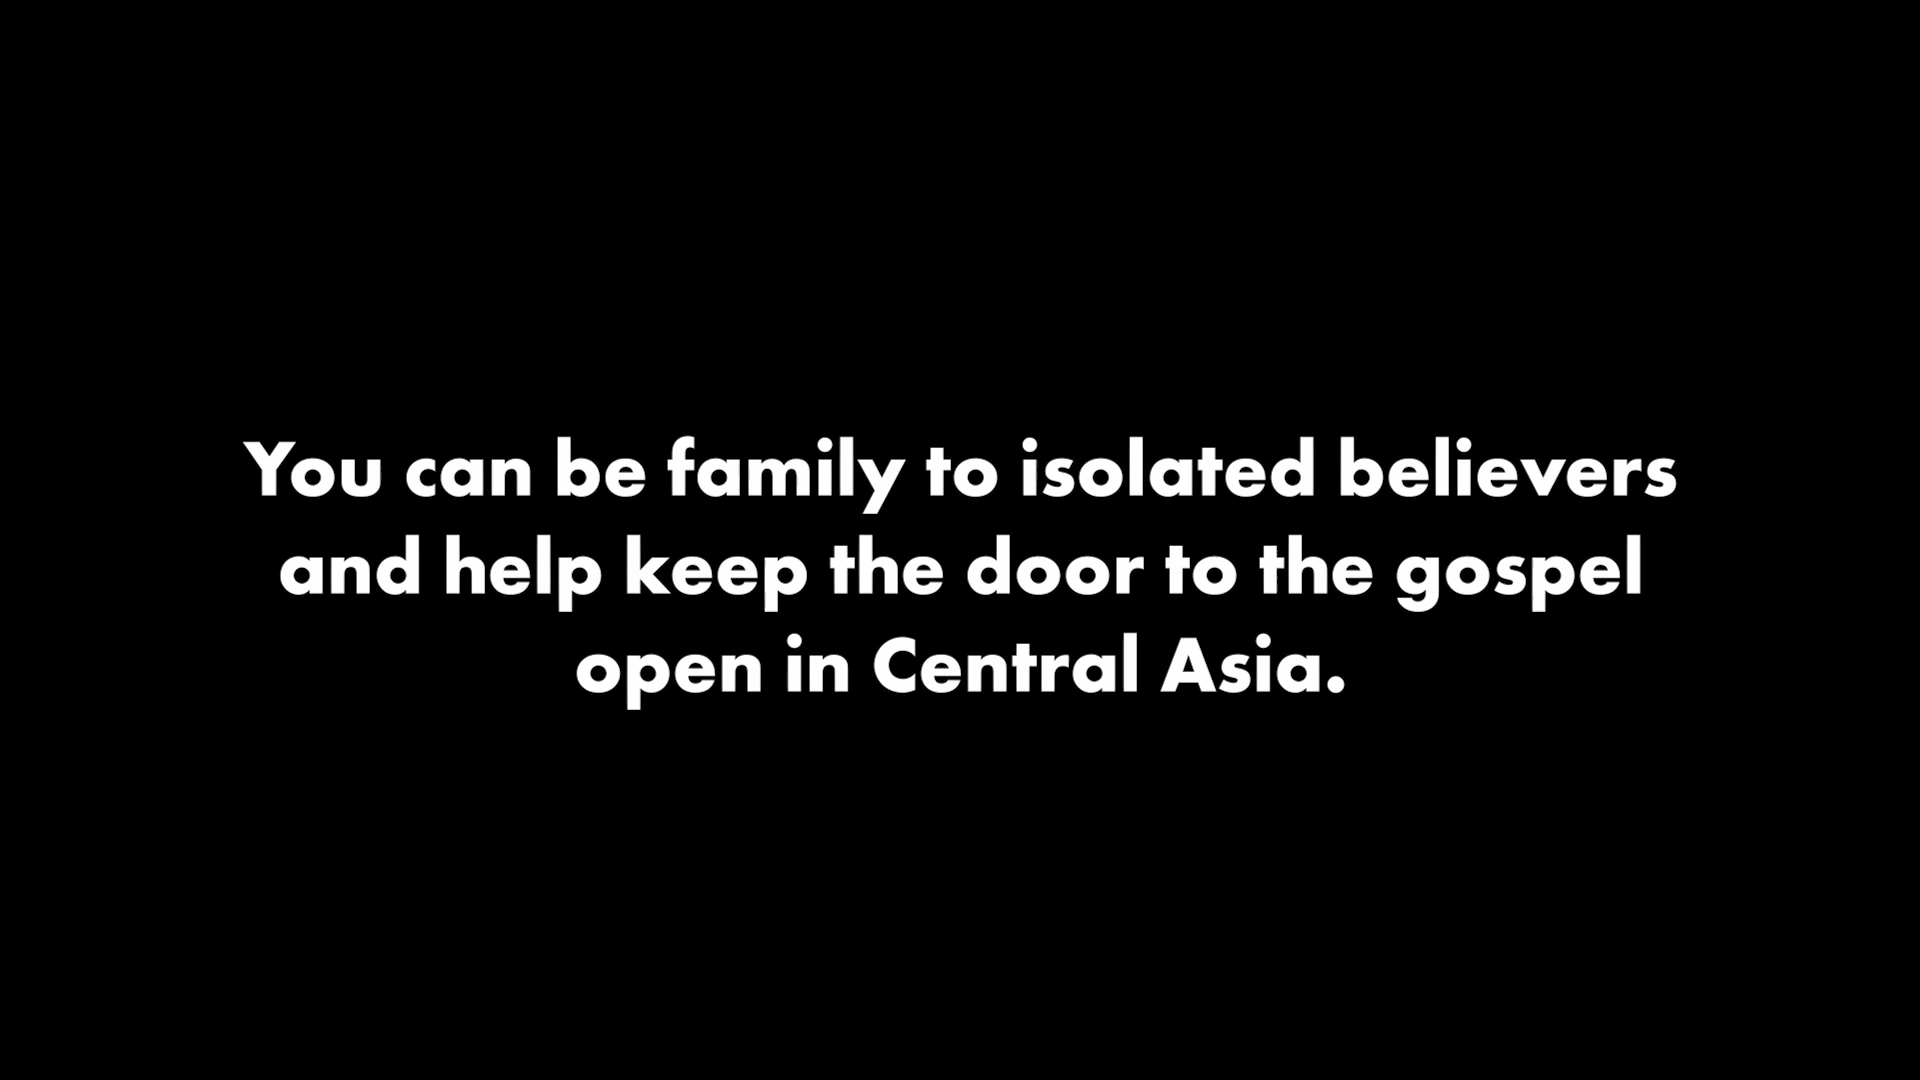 You can be family to isolated believers
and help keep the door to the gospel
open in Central Asia.